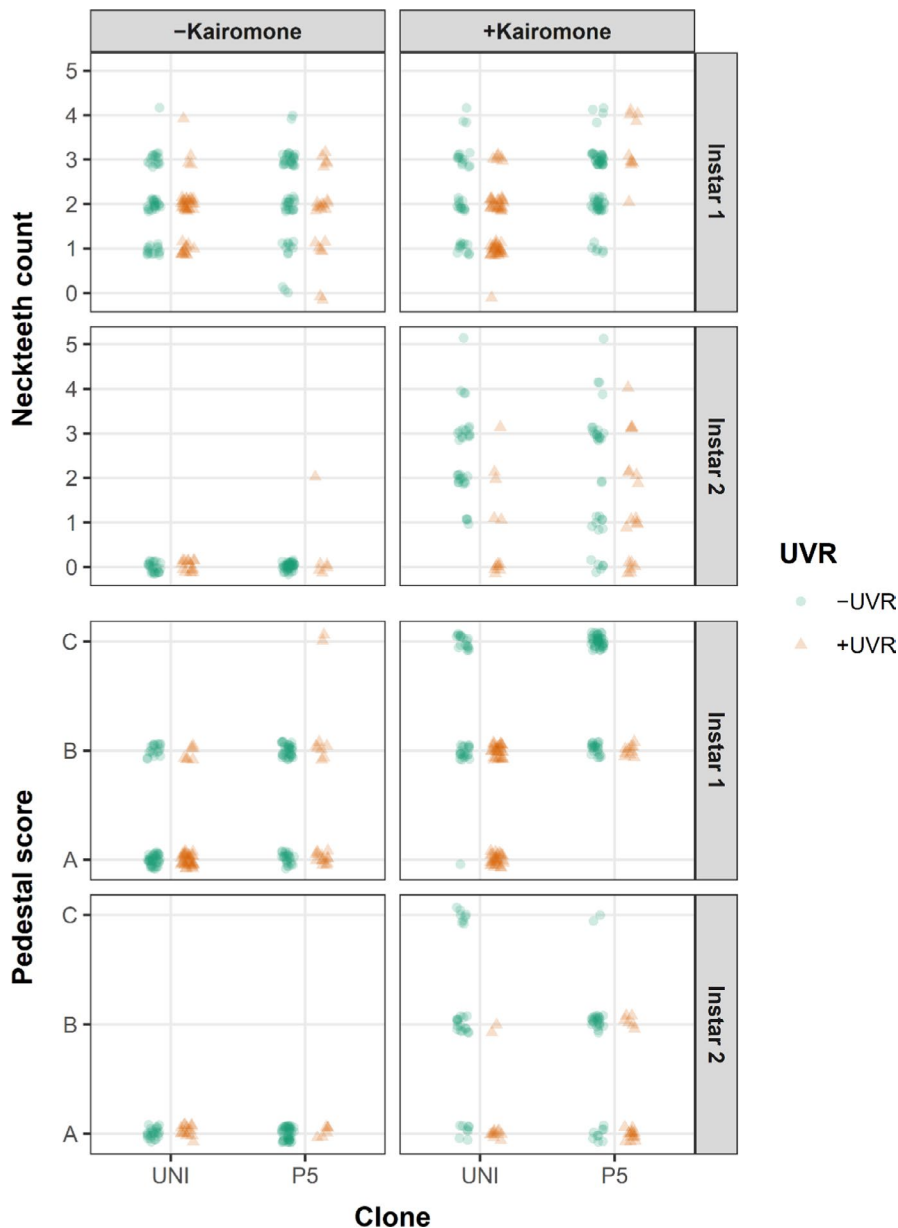 −Kairomone +Kairomone
Neckteeth count
5
4
3
2
1
0
Instar 1
5
4
3
2
1
0
Instar 2
UVR
−UVR
+UVR
Pedestal score
C
B
A
Instar 1
C
B
A
Instar 2
UNI P5 UNI P5
Clone